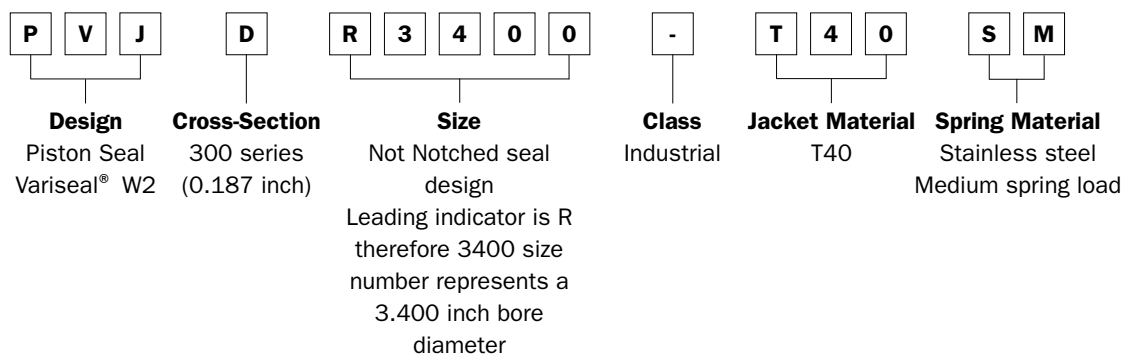 P V J D R 3 4 0 0 - T 4 0 S M
Design Cross-Section Size Class Jacket Material Spring Material
Piston Seal 300 series Not Notched seal Industrial T40 Stainless steel
Variseal® W2 (0.187 inch) design Medium spring load
Leading indicator is R
therefore 3400 size
number represents a
3.400 inch bore
diameter